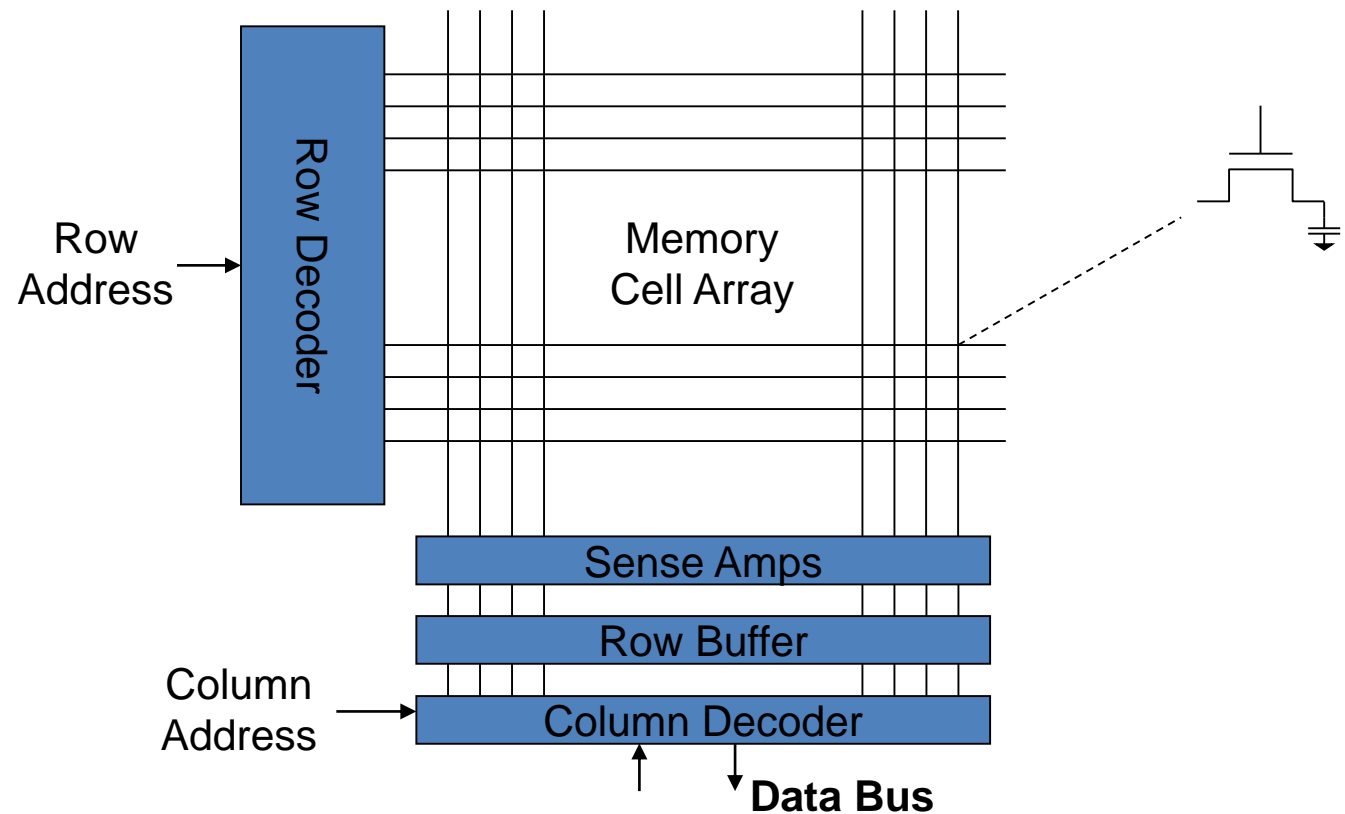 Row Decoder
Row
Address
Memory
Cell Array
Sense Amps
Row Buffer
Column
Address
Column Decoder
Data Bus